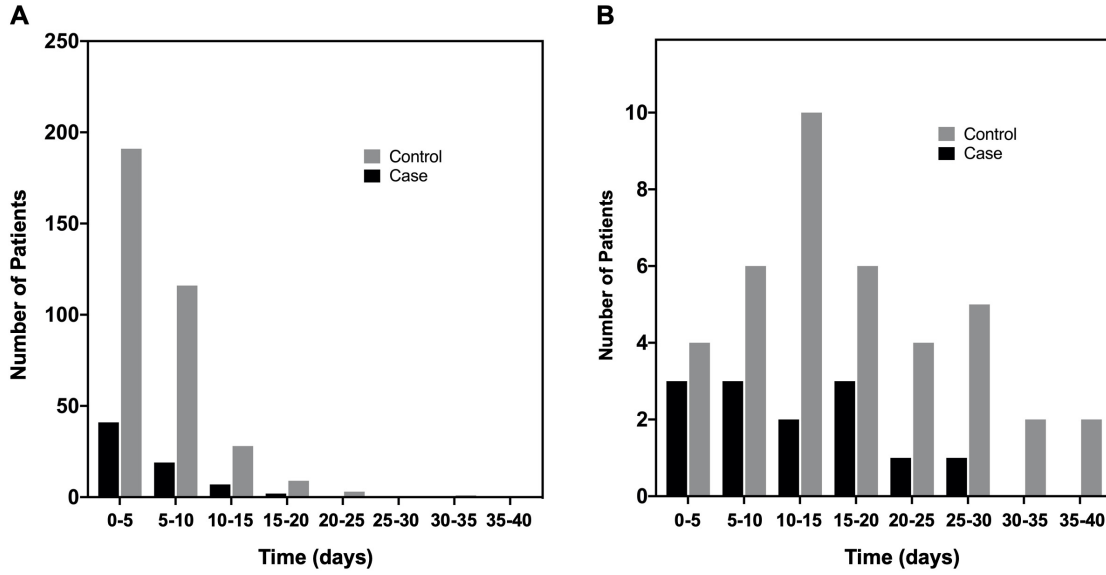 A
250
200
150
100
50
0
Number of Patients
Control
Case
0-5 5-10 10-15 15-20 20-25 25-30 30-35 35-40
Time (days)
B
10
8
6
4
2
0
Number of Patients
Control
Case
0-5 5-10 10-15 15-20 20-25 25-30 30-35 35-40
Time (days)